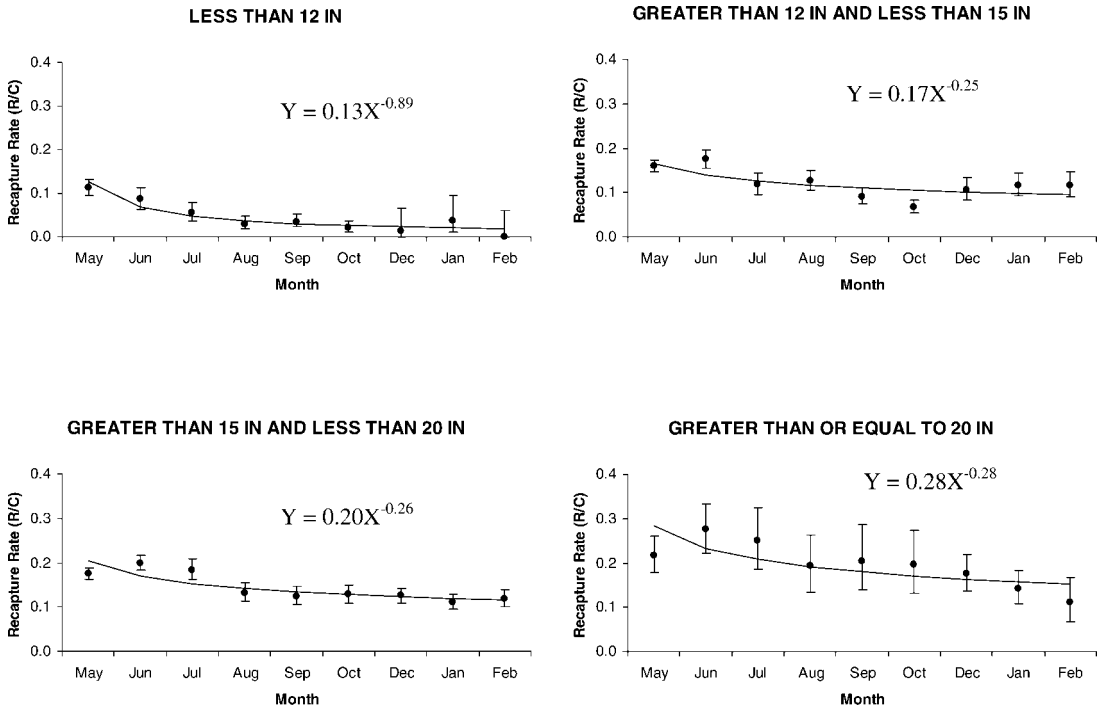 LESS THAN 12 IN
Recapture Rate (R/C)
0.4
0.3
0.2
0.1
0.0
Y = 0.13X^-0.89
May Jun Jul Aug Sep Oct Dec Jan Feb
Month
GREATER THAN 12 IN AND LESS THAN 15 IN
Recapture Rate (R/C)
0.4
0.3
0.2
0.1
0.0
Y = 0.17X^-0.25
May Jun Jul Aug Sep Oct Dec Jan Feb
Month
GREATER THAN 15 IN AND LESS THAN 20 IN
Recapture Rate (R/C)
0.4
0.3
0.2
0.1
0.0
Y = 0.20X^-0.26
May Jun Jul Aug Sep Oct Dec Jan Feb
Month
GREATER THAN OR EQUAL TO 20 IN
Recapture Rate (R/C)
0.4
0.3
0.2
0.1
0.0
Y = 0.28X^-0.28
May Jun Jul Aug Sep Oct Dec Jan Feb
Month